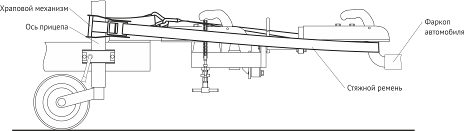 Храповой механизм
Ось прицепа
Фаркоп
автомобиля
Стяжной ремень